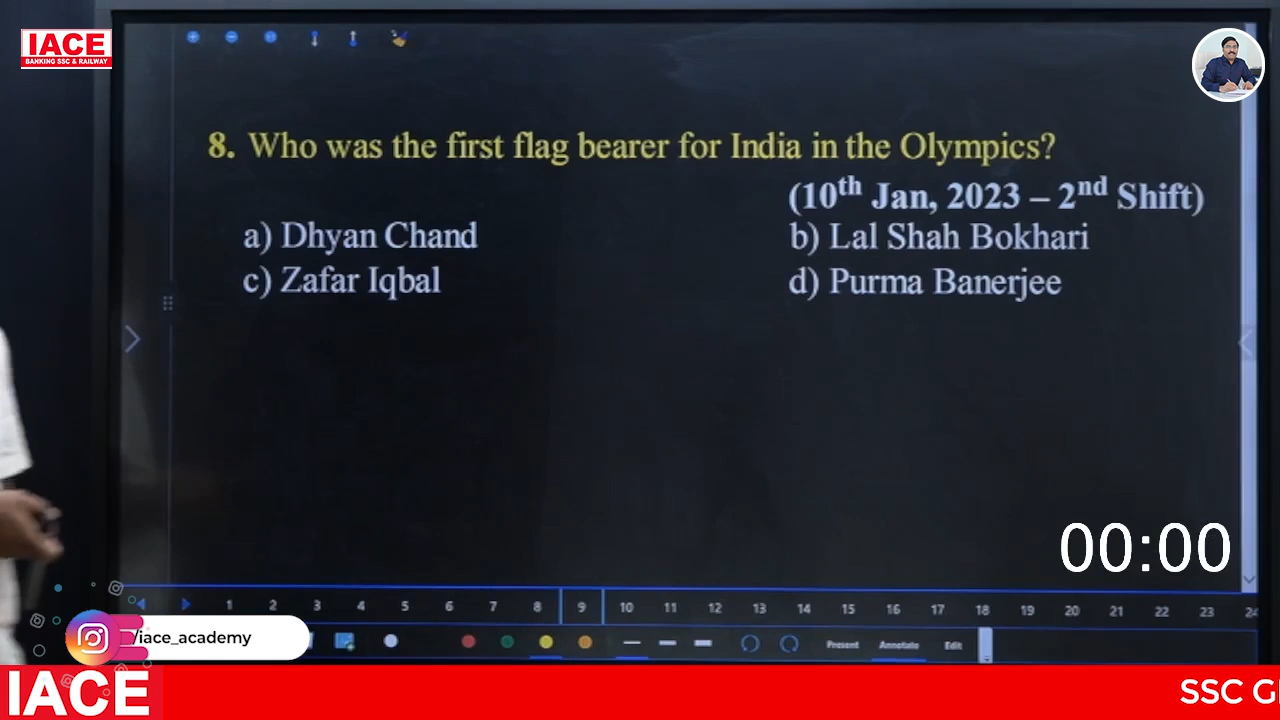 IACE
BANKING SSC & RAILWAY
8. Who was the first flag bearer for India in the Olympics?
(10th Jan, 2023 – 2nd Shift)
a) Dhyan Chand
b) Lal Shah Bokhari
c) Zafar Iqbal
d) Purma Banerjee
00:00
1 2 3 4 5 6 7 8 9 10 11 12 13 14 15 16 17 18 19 20 21 22 23 24
/iace_academy
Present Annotate Edit
IACE
SSC G